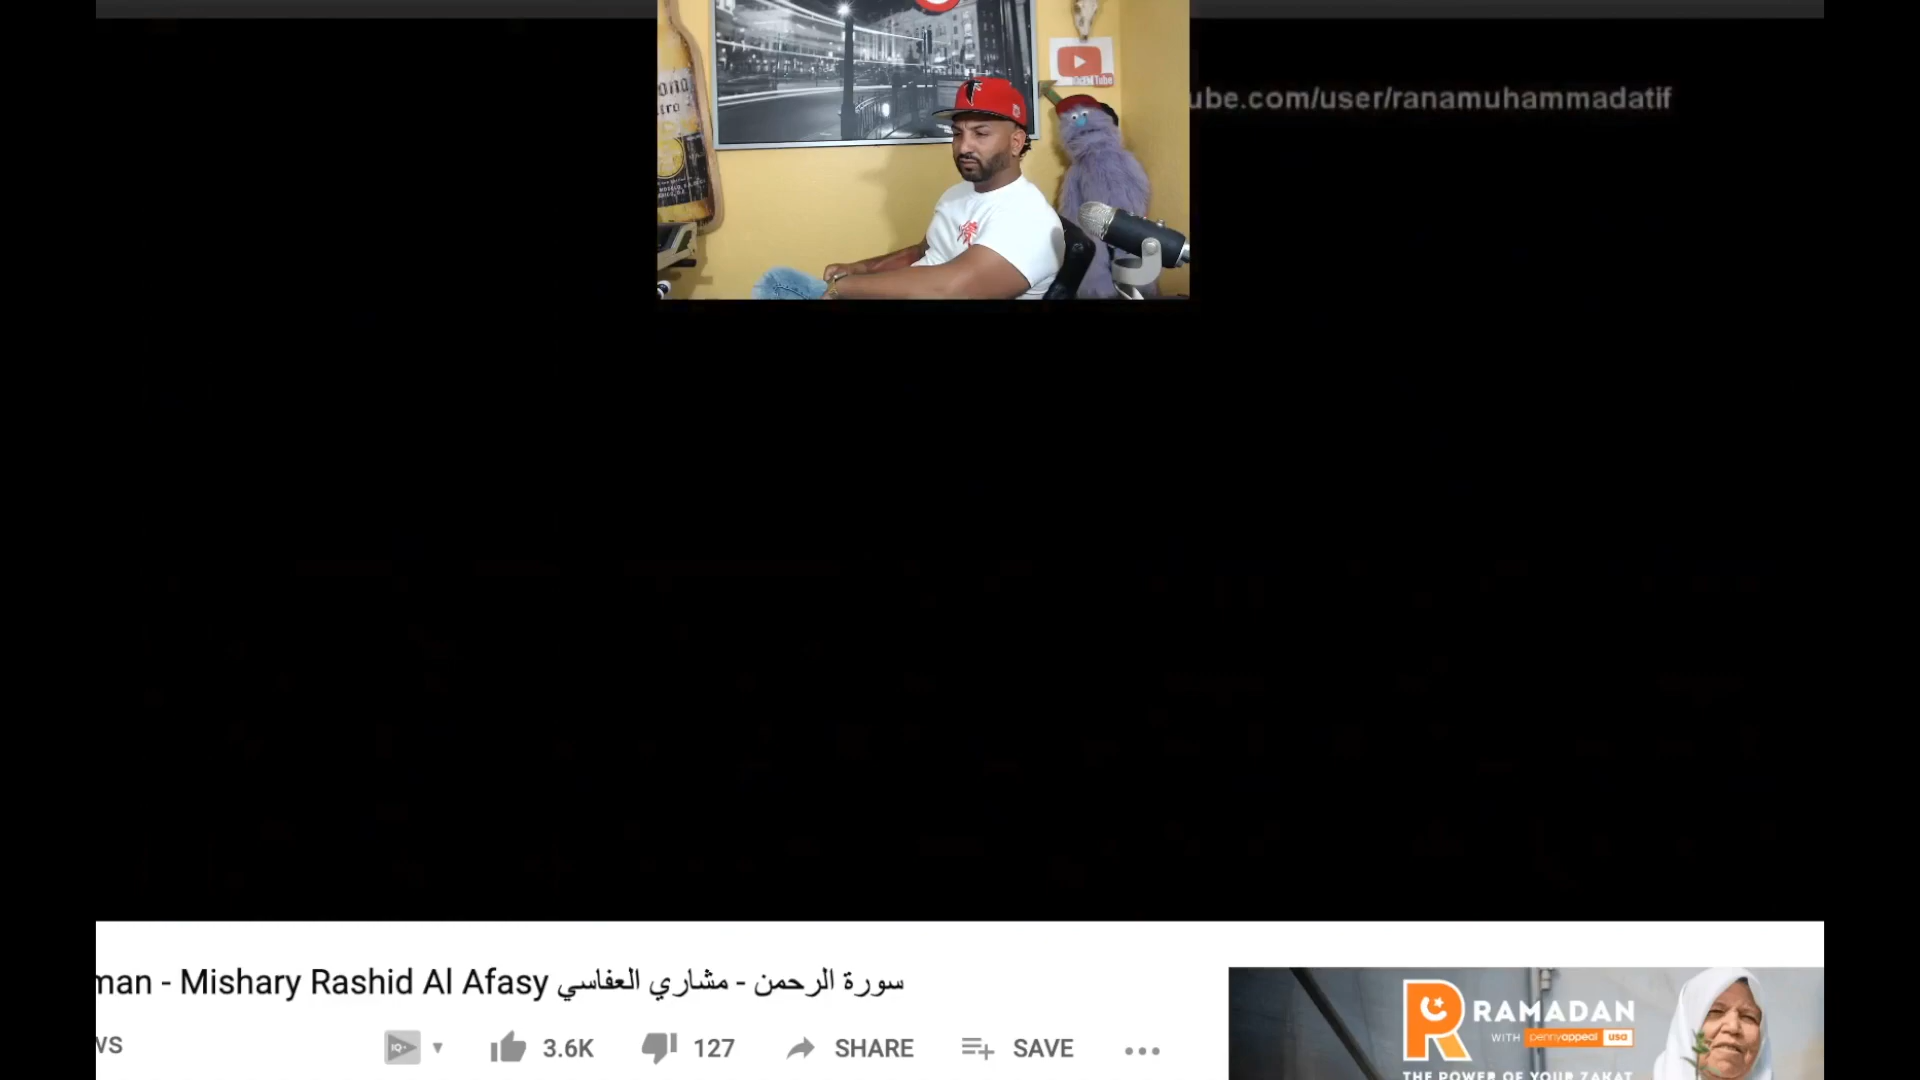 ube.com/user/ranamuhammadatif
man - Mishary Rashid Al Afasy سورة الرحمن - مشاري العفاسي
WS
3.6K
127
SHARE
SAVE
RAMADAN
WITH pennyappeal usa
THE POWER OF YOUR ZAKAT